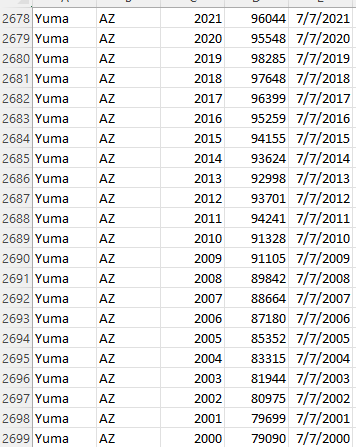 2678 Yuma AZ 2021 96044 7/7/2021
2679 Yuma AZ 2020 95548 7/7/2020
2680 Yuma AZ 2019 98285 7/7/2019
2681 Yuma AZ 2018 97648 7/7/2018
2682 Yuma AZ 2017 96399 7/7/2017
2683 Yuma AZ 2016 95259 7/7/2016
2684 Yuma AZ 2015 94155 7/7/2015
2685 Yuma AZ 2014 93624 7/7/2014
2686 Yuma AZ 2013 92998 7/7/2013
2687 Yuma AZ 2012 93701 7/7/2012
2688 Yuma AZ 2011 94241 7/7/2011
2689 Yuma AZ 2010 91328 7/7/2010
2690 Yuma AZ 2009 91105 7/7/2009
2691 Yuma AZ 2008 89842 7/7/2008
2692 Yuma AZ 2007 88664 7/7/2007
2693 Yuma AZ 2006 87180 7/7/2006
2694 Yuma AZ 2005 85352 7/7/2005
2695 Yuma AZ 2004 83315 7/7/2004
2696 Yuma AZ 2003 81944 7/7/2003
2697 Yuma AZ 2002 80975 7/7/2002
2698 Yuma AZ 2001 79699 7/7/2001
2699 Yuma AZ 2000 79090 7/7/2000